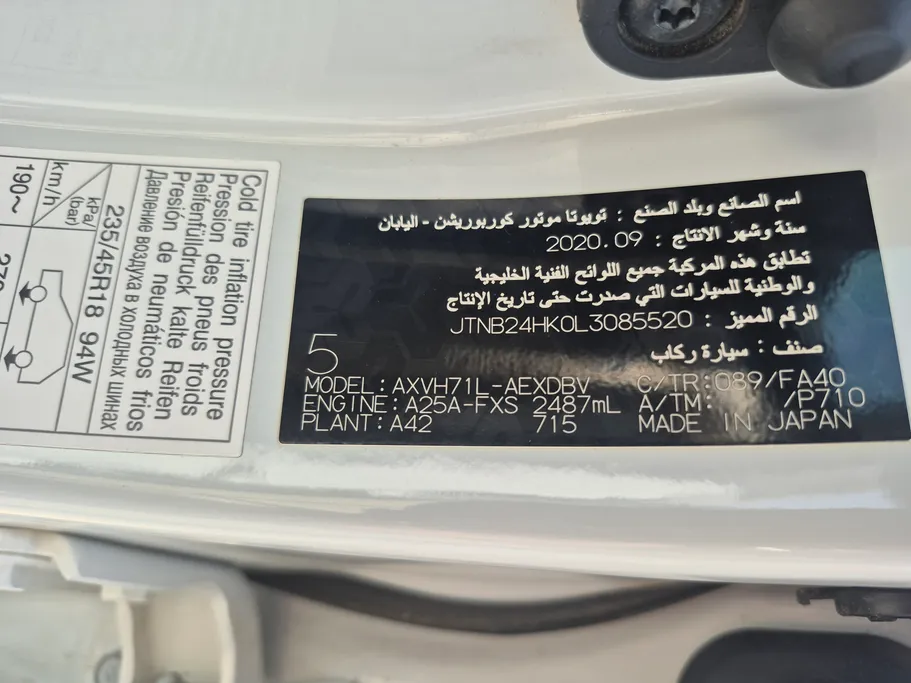 اسم الصانع وبلد الصنع : تويوتا موتور كوربوريشن - اليابان
سنة وشهر الانتاج : 2020.09
تطابق هذه المركبة جميع اللوائح الفنية الخليجية
والوطنية للسيارات التي صدرت حتى تاريخ الإنتاج
الرقم المميز : JTNB24HK0L3085520
صنف : سيارة ركاب
5
MODEL:AXVH71L-AEXDBV C/TR:089/FA40
ENGINE:A25A-FXS 2487mL A/TM: /P710
PLANT:A42 715 MADE IN JAPAN
Cold tire inflation pressure
Pression des pneus froids
Reifenfülldruck kalte Reifen
Presión de neumáticos frios
Давление воздуха в холодных шинах
235/45R18 94W
kPa
(bar)
km/h
190~